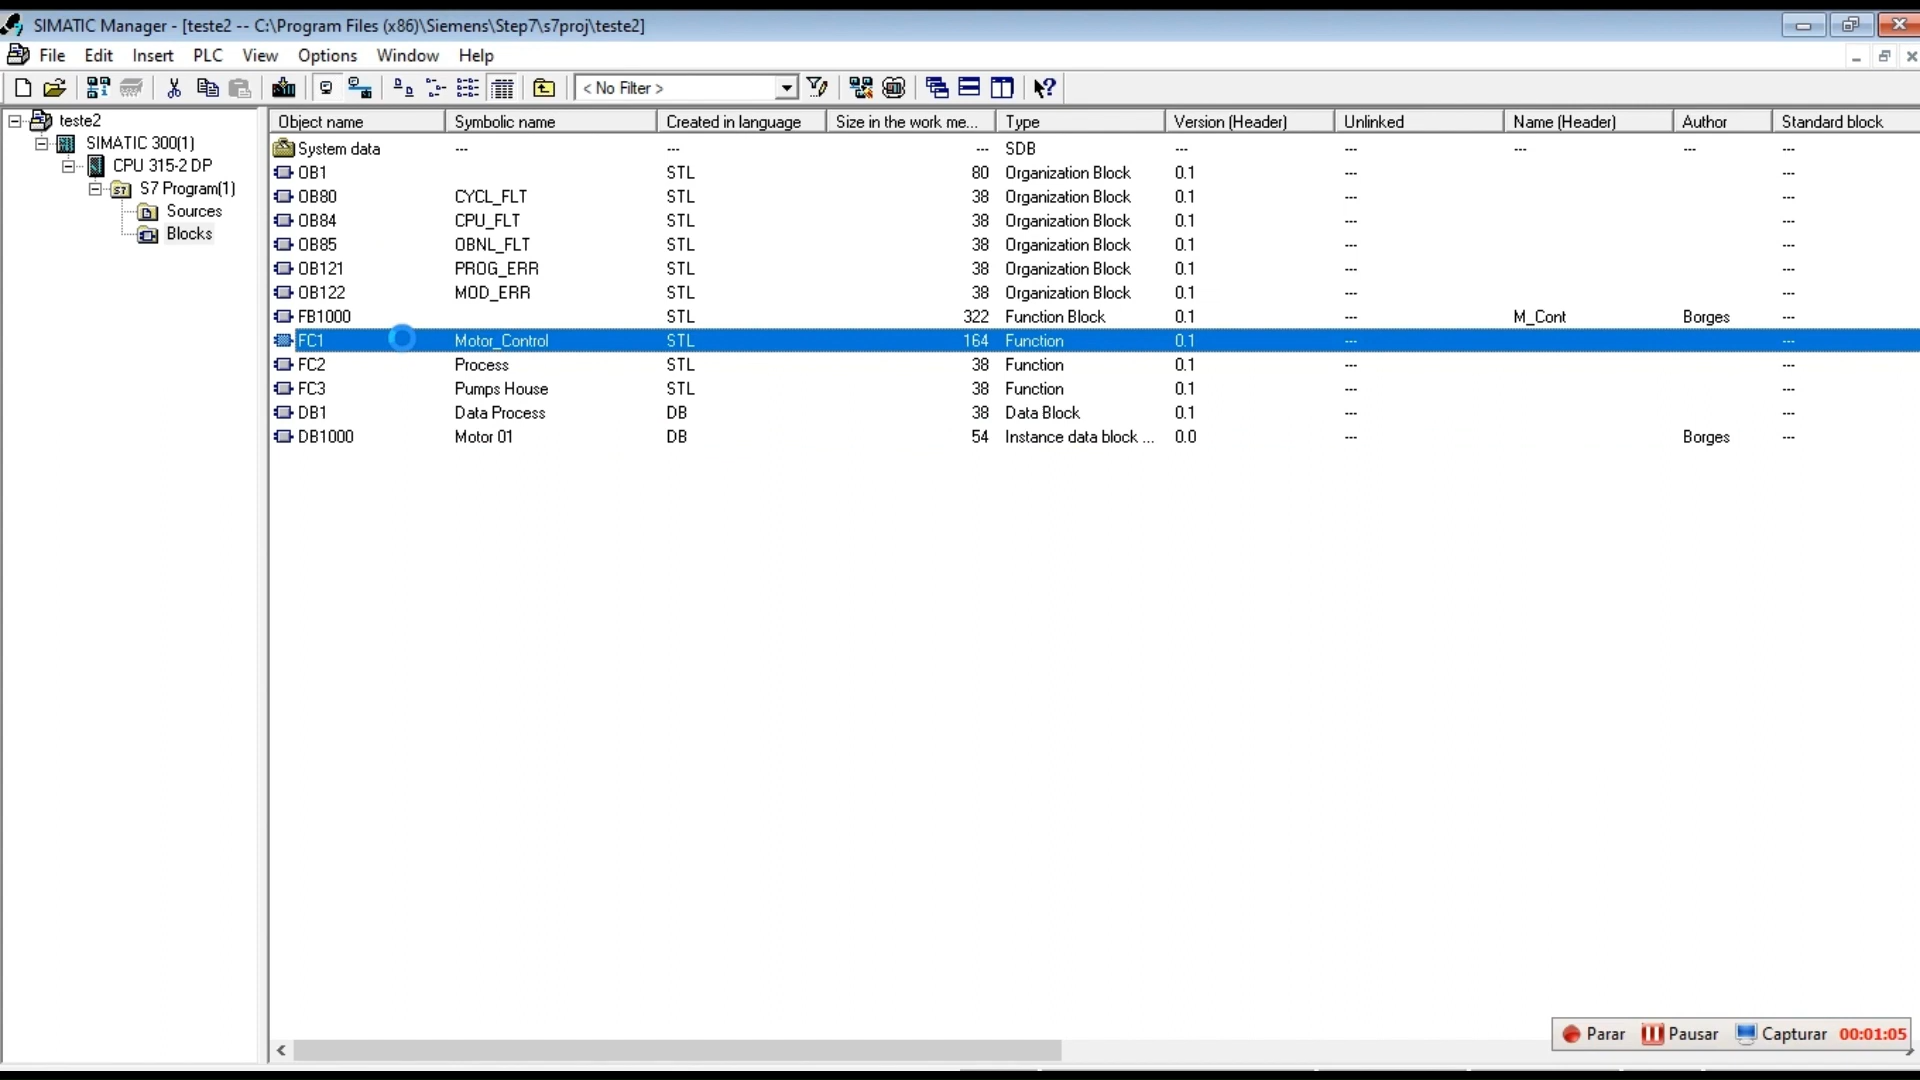 SIMATIC Manager - [teste2 -- C:\Program Files (x86)\Siemens\Step7\s7proj\teste2]
File Edit Insert PLC View Options Window Help
< No Filter >
teste2
SIMATIC 300(1)
CPU 315-2 DP
S7 Program(1)
Sources
Blocks
Object name Symbolic name Created in language Size in the work me... Type Version (Header) Unlinked Name (Header) Author Standard block
System data --- --- --- SDB --- --- --- --- ---
OB1 STL 80 Organization Block 0.1 --- ---
OB80 CYCL_FLT STL 38 Organization Block 0.1 --- ---
OB84 CPU_FLT STL 38 Organization Block 0.1 --- ---
OB85 OBNL_FLT STL 38 Organization Block 0.1 --- ---
OB121 PROG_ERR STL 38 Organization Block 0.1 --- ---
OB122 MOD_ERR STL 38 Organization Block 0.1 --- ---
FB1000 STL 322 Function Block 0.1 --- M_Cont Borges ---
FC1 Motor_Control STL 164 Function 0.1 --- ---
FC2 Process STL 38 Function 0.1 --- ---
FC3 Pumps House STL 38 Function 0.1 --- ---
DB1 Data Process DB 38 Data Block 0.1 --- ---
DB1000 Motor 01 DB 54 Instance data block ... 0.0 --- Borges ---
Parar Pausar Capturar 00:01:05